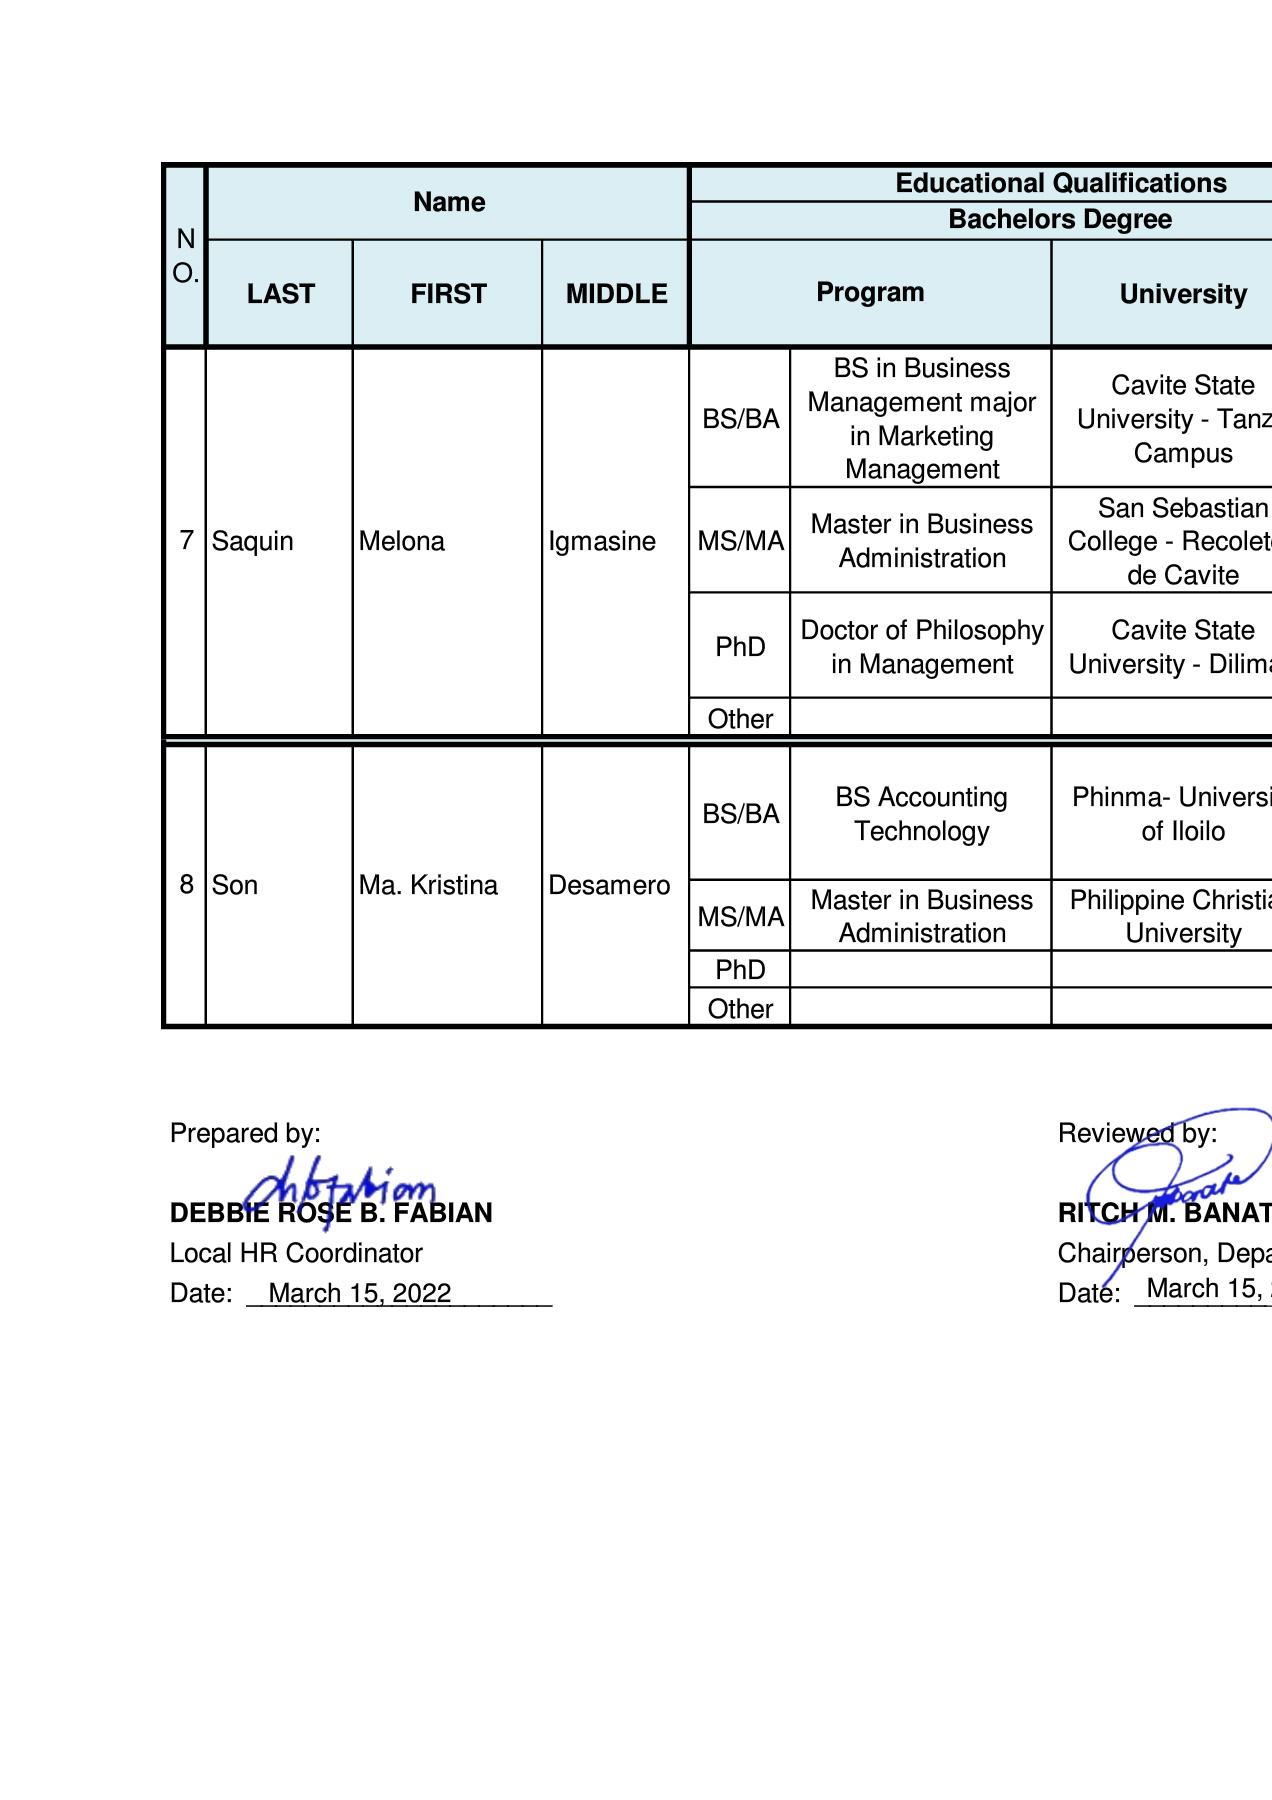 Educational Qualifications
Name
Bachelors Degree
N
O.
LAST FIRST MIDDLE Program University
BS in Business
Management major
in Marketing
Management
BS/BA
Cavite State
University - Tanz
Campus
7 Saquin Melona Igmasine
MS/MA
Master in Business
Administration
San Sebastian
College - Recolet
de Cavite
PhD
Doctor of Philosophy
in Management
Cavite State
University - Dilim
Other
8 Son Ma. Kristina Desamero
BS/BA
BS Accounting
Technology
Phinma- Universi
of Iloilo
MS/MA
Master in Business
Administration
Philippine Christi
University
PhD
Other
Prepared by:
DEBBIE ROSE B. FABIAN
Local HR Coordinator
Date: March 15, 2022
Reviewed by:
RITCH M. BANAT
Chairperson, Depa
Date: March 15,